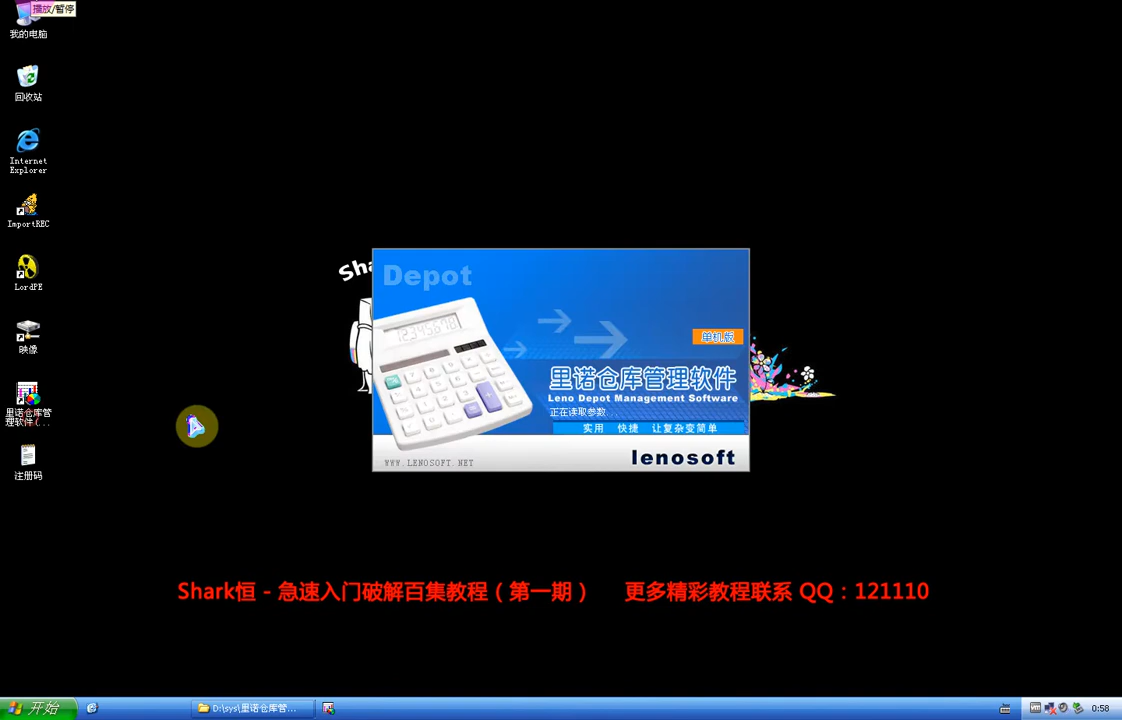 播放/暂停
我的电脑
回收站
Internet
Explorer
ImportREC
LordPE
映像
里诺仓库管
理软件(...
注册码
Sha
Depot
12345678
单机版
里诺仓库管理软件
Leno Depot Management Software
正在读取参数...
实用 快捷 让复杂变简单
WWW.LENOSOFT.NET
lenosoft
Shark恒 - 急速入门破解百集教程（第一期） 更多精彩教程联系 QQ：121110
开始
D:\sys\里诺仓库管...
0:58